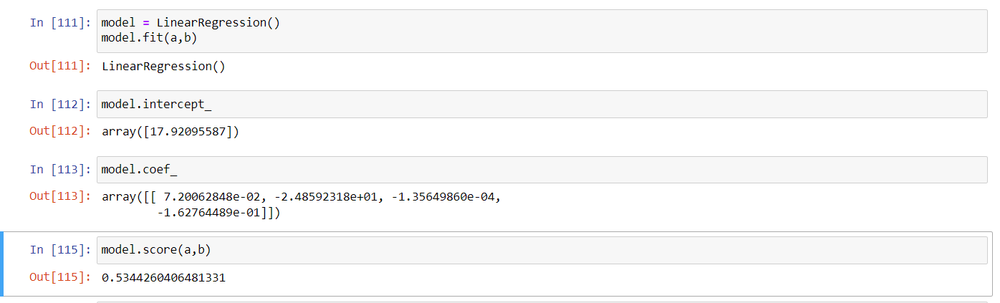 In [111]: model = LinearRegression()
model.fit(a,b)
Out[111]: LinearRegression()
In [112]: model.intercept_
Out[112]: array([17.92095587])
In [113]: model.coef_
Out[113]: array([[ 7.20062848e-02, -2.48592318e+01, -1.35649860e-04,
-1.62764489e-01]])
In [115]: model.score(a,b)
Out[115]: 0.5344260406481331